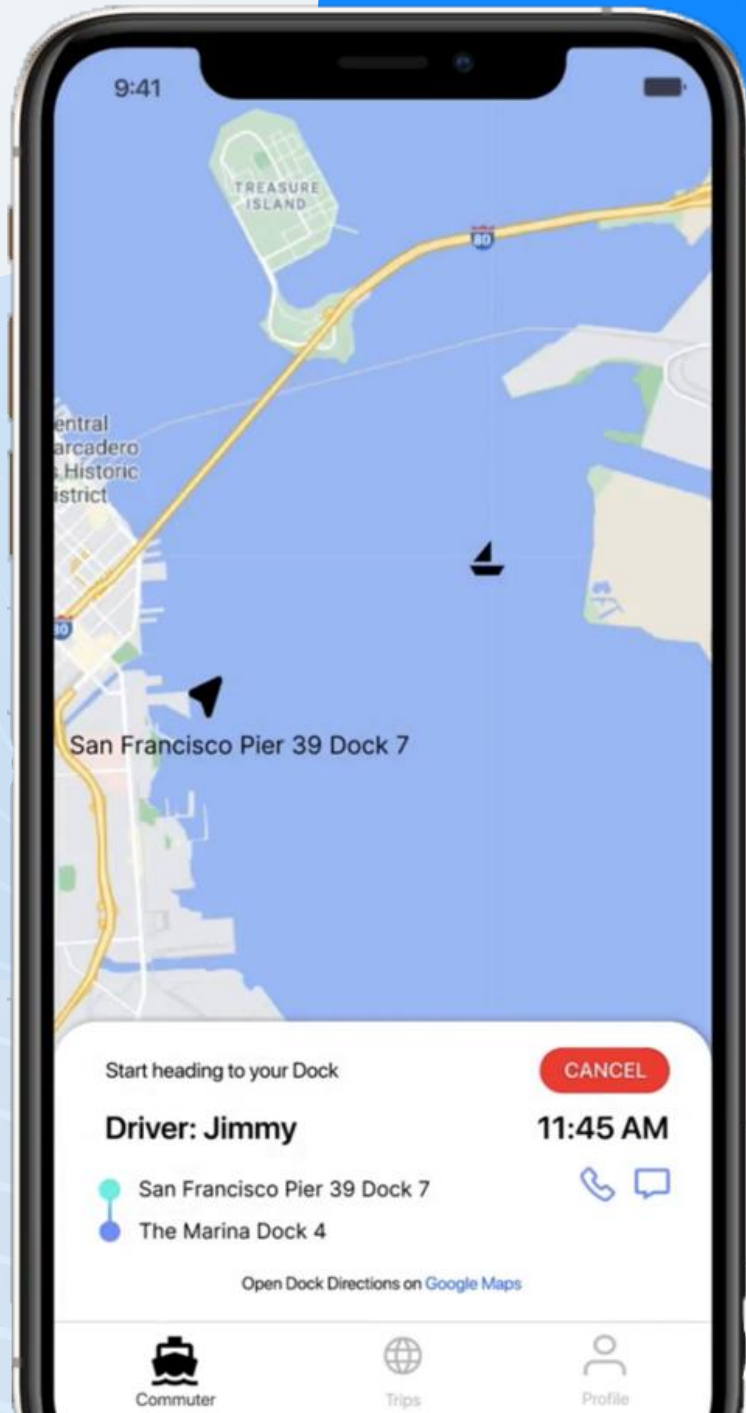 9:41
TREASURE
ISLAND
80
entral
arcadero
Historic
istrict
80
San Francisco Pier 39 Dock 7
Start heading to your Dock
CANCEL
Driver: Jimmy
11:45 AM
San Francisco Pier 39 Dock 7
The Marina Dock 4
Open Dock Directions on Google Maps
Commuter
Trips
Profile